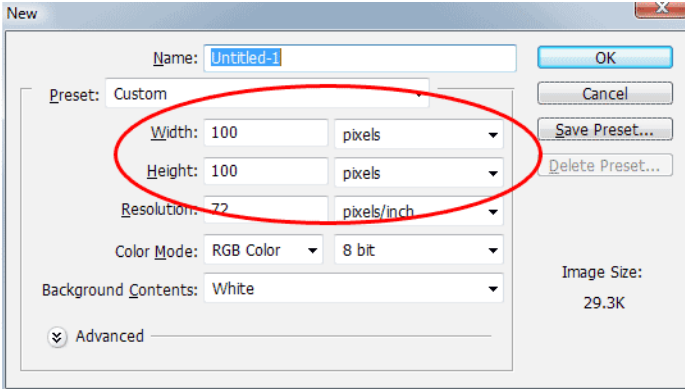 New
Name: Untitled-1
OK
Preset: Custom
Cancel
Width: 100 pixels
Save Preset...
Height: 100 pixels
Delete Preset...
Resolution: 72 pixels/inch
Color Mode: RGB Color 8 bit
Image Size:
Background Contents: White
29.3K
Advanced